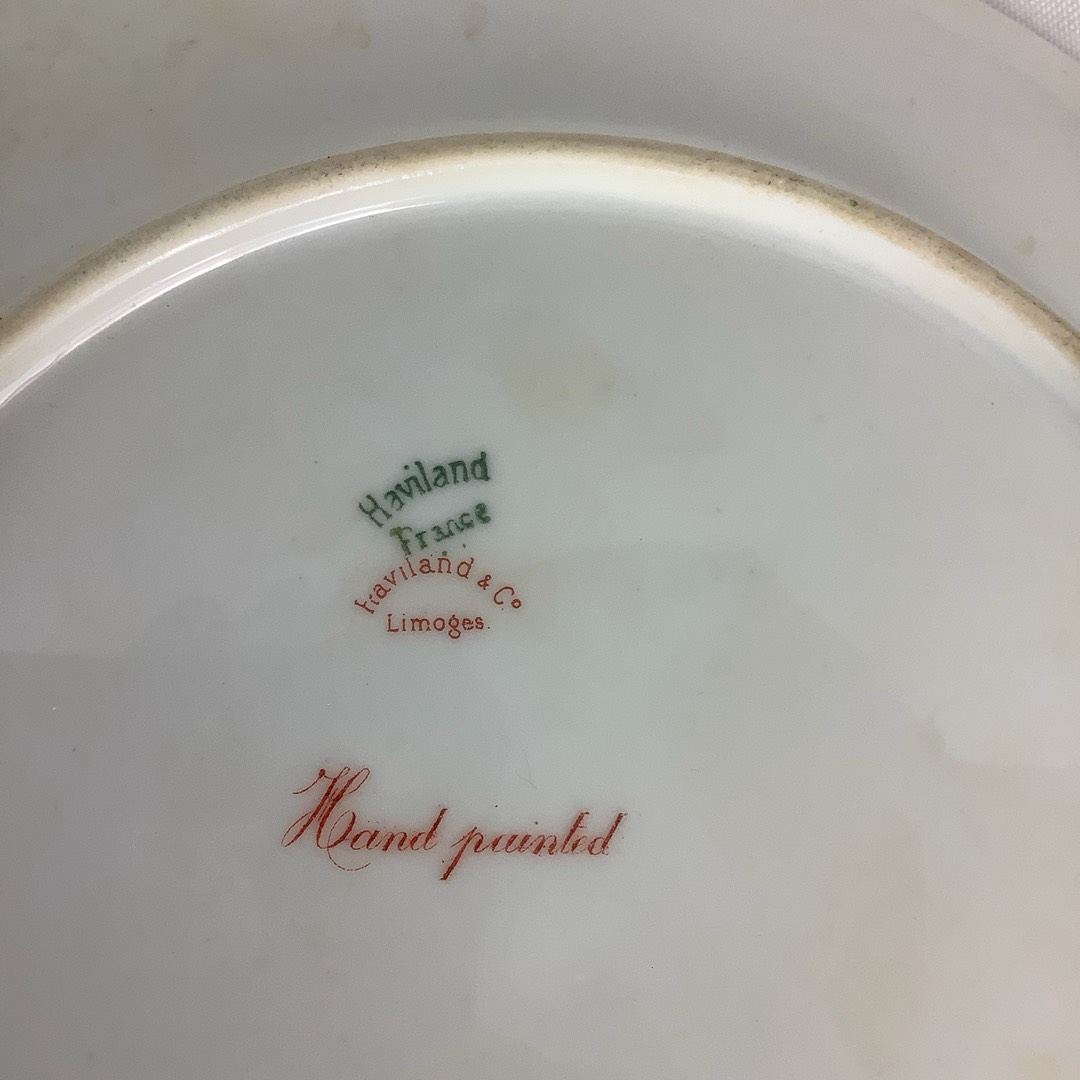 Haviland
France
Haviland & Co
Limoges.
Hand painted